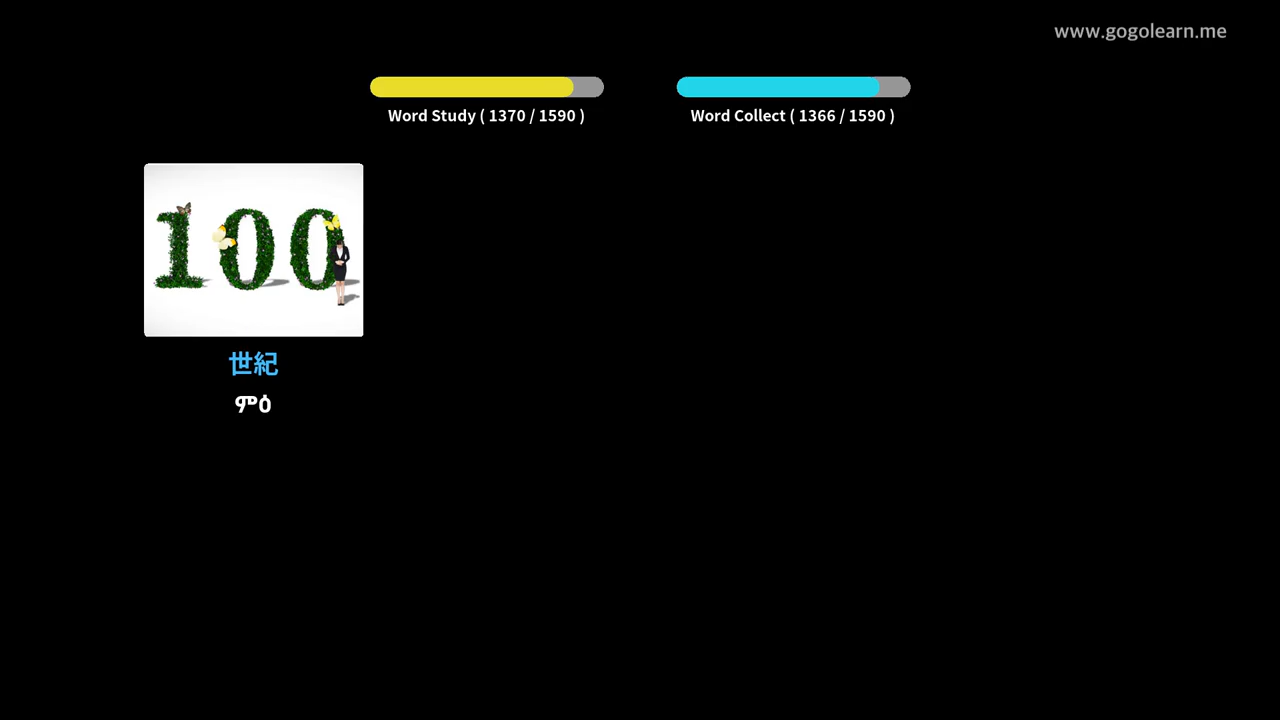 www.gogolearn.me
Word Study ( 1370 / 1590 )
Word Collect ( 1366 / 1590 )
100
世紀
ምዕ